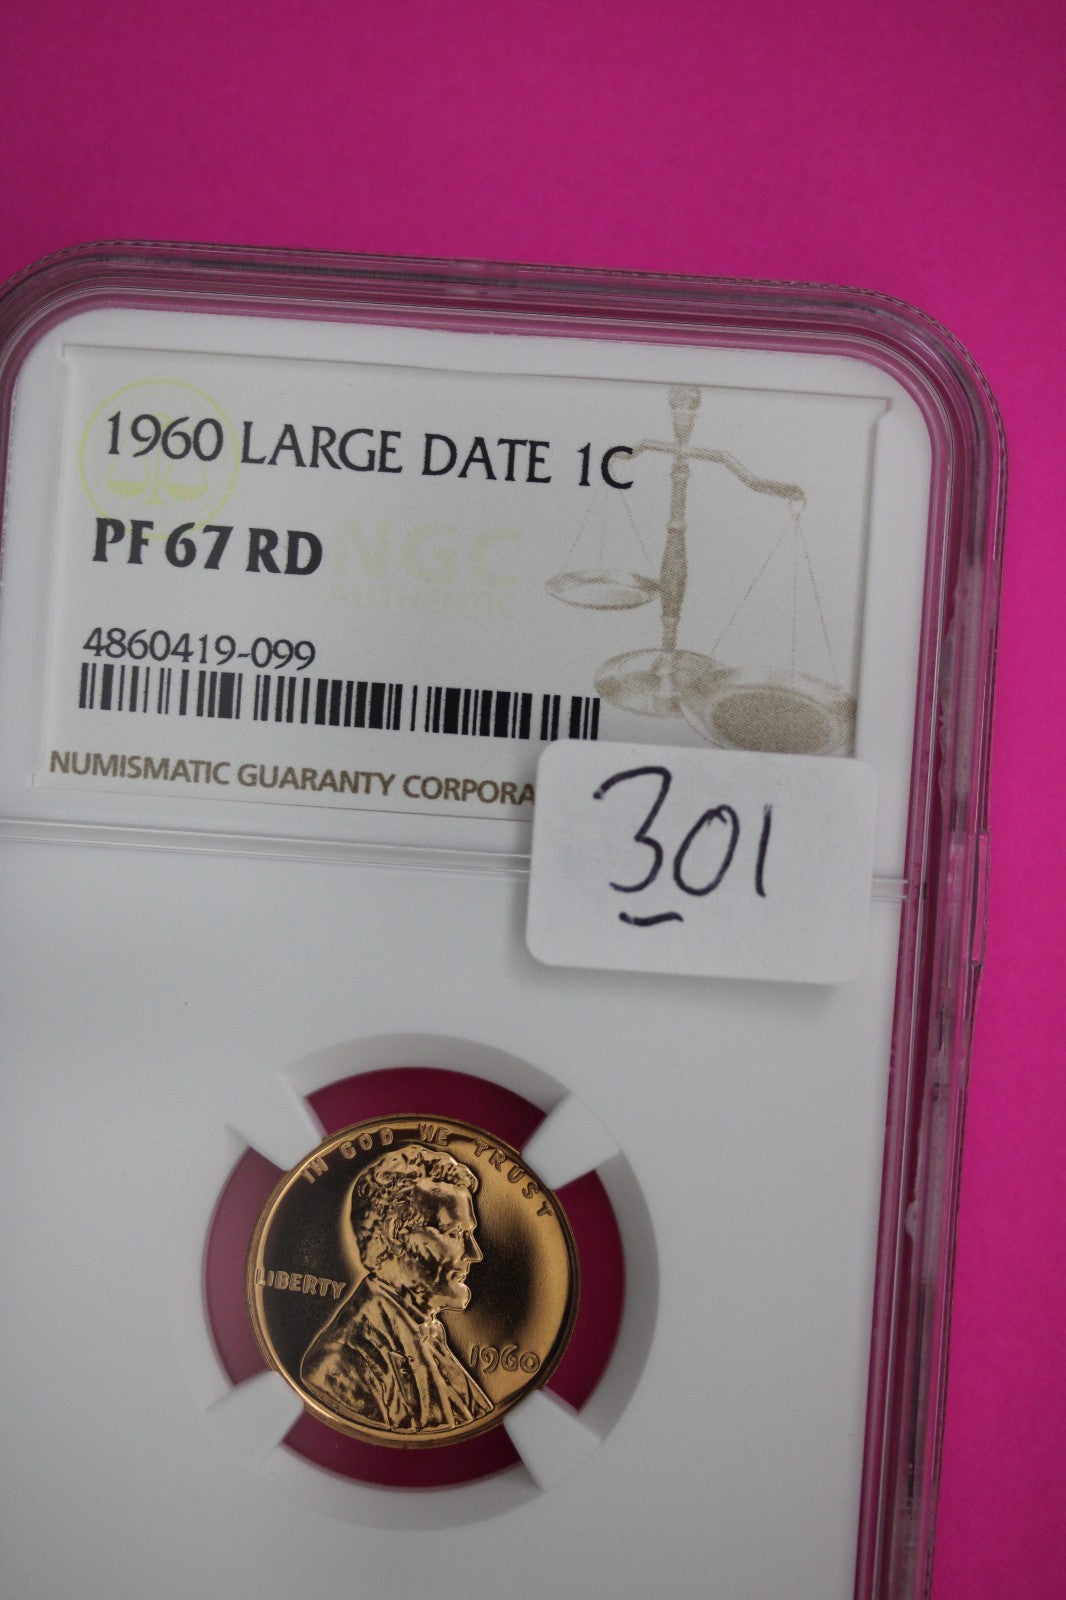 1960 LARGE DATE 1C
PF 67 RD
NGC
4860419-099
NUMISMATIC GUARANTY CORPORA
301
IN GOD WE TRUST
LIBERTY
1960